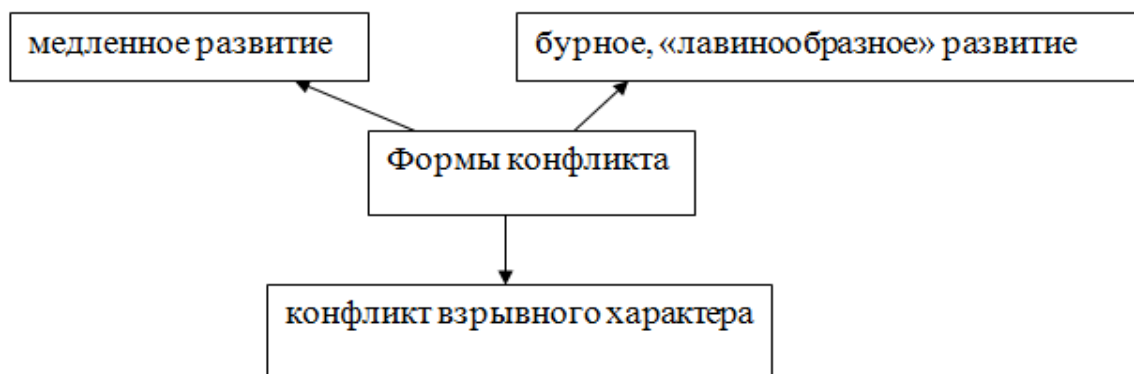 медленное развитие
бурное, «лавинообразное» развитие
Формы конфликта
конфликт взрывного характера